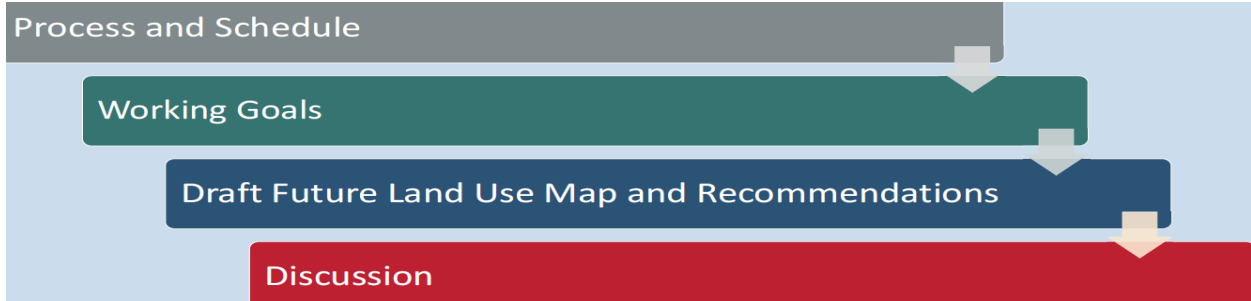 Process and Schedule
Working Goals
Draft Future Land Use Map and Recommendations
Discussion